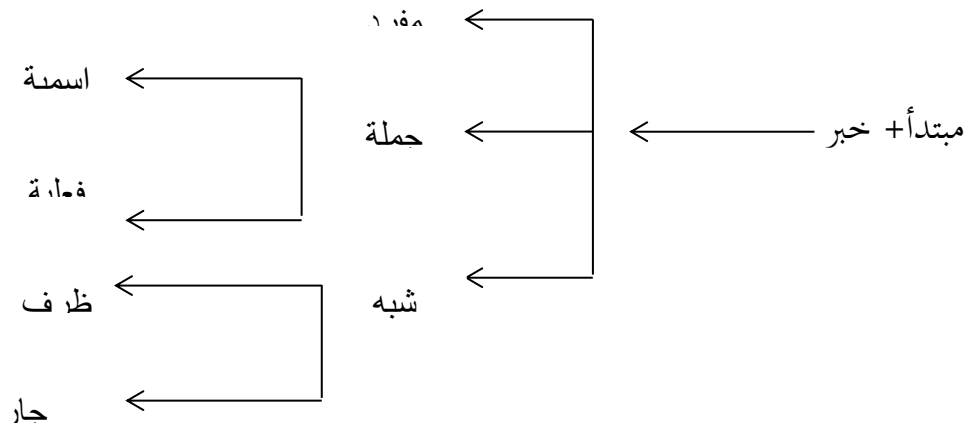 مبتدأ+ خبر
مفرد
جملة
شبه
اسمية
فعلية
ظرف
جار